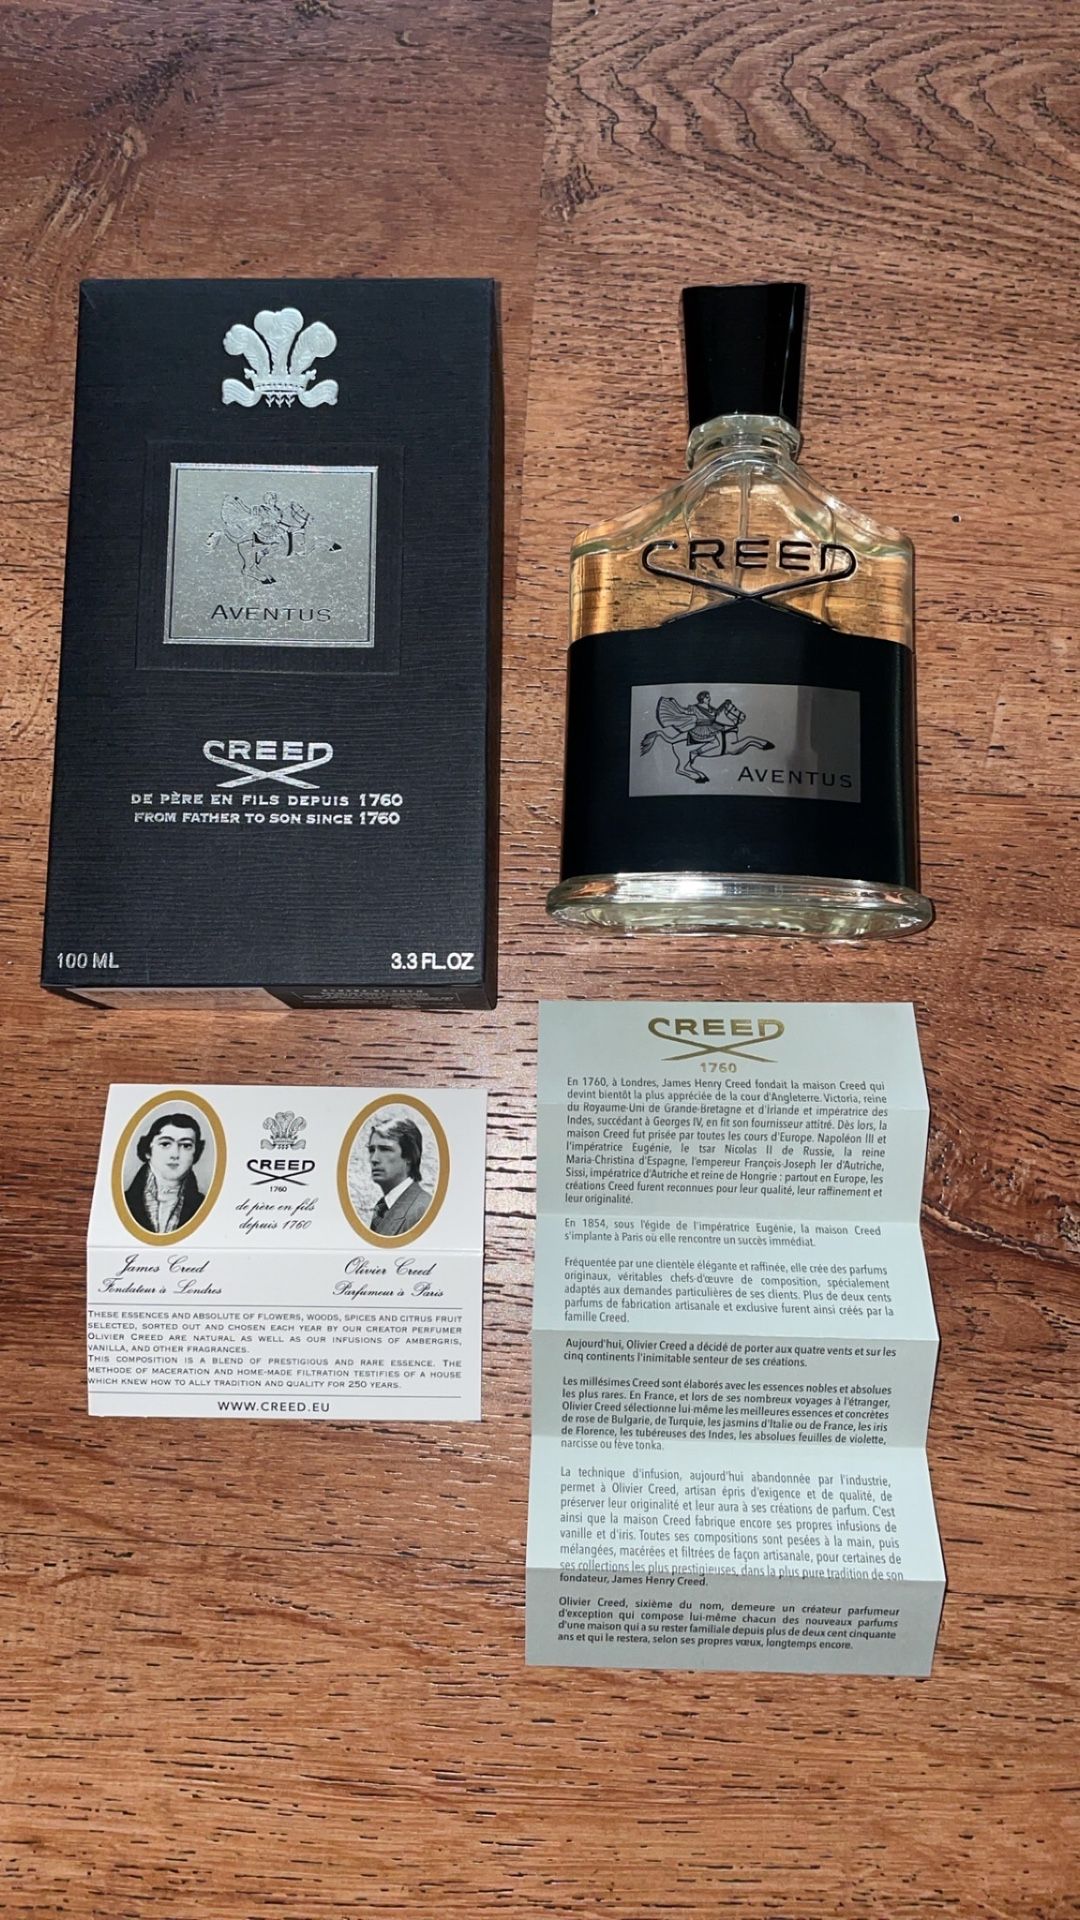 AVENTUS
CREED
DE PÈRE EN FILS DEPUIS 1760
FROM FATHER TO SON SINCE 1760
100 ML
3.3 FL.OZ
CREED
AVENTUS
CREED
1760
de père en fils
depuis 1760
James Creed
Fondateur à Londres
Olivier Creed
Parfumeur à Paris
THESE ESSENCES AND ABSOLUTE OF FLOWERS, WOODS, SPICES AND CITRUS FRUIT
SELECTED, SORTED OUT AND CHOSEN EACH YEAR BY OUR CREATOR PERFUMER
OLIVIER CREED ARE NATURAL AS WELL AS OUR INFUSIONS OF AMBERGRIS,
VANILLA, AND OTHER FRAGRANCES.
THIS COMPOSITION IS A BLEND OF PRESTIGIOUS AND RARE ESSENCE. THE
METHODE OF MACERATION AND HOME-MADE FILTRATION TESTIFIES OF A HOUSE
WHICH KNEW HOW TO ALLY TRADITION AND QUALITY FOR 250 YEARS.
WWW.CREED.EU
CREED
1760
En 1760, à Londres, James Henry Creed fondait la maison Creed qui
devint bientôt la plus appréciée de la cour d'Angleterre. Victoria, reine
du Royaume-Uni de Grande-Bretagne et d'Irlande et impératrice des
Indes, succédant à Georges IV, en fit son fournisseur attitré. Dès lors, la
maison Creed fut prisée par toutes les cours d'Europe. Napoléon III et
l'impératrice Eugénie, le tsar Nicolas II de Russie, la reine
Maria-Christina d'Espagne, l'empereur François-Joseph Ier d'Autriche,
Sissi, impératrice d'Autriche et reine de Hongrie : partout en Europe, les
créations Creed furent reconnues pour leur qualité, leur raffinement et
leur originalité.
En 1854, sous l'égide de l'impératrice Eugénie, la maison Creed
s'implante à Paris où elle rencontre un succès immédiat.
Fréquentée par une clientèle élégante et raffinée, elle crée des parfums
originaux, véritables chefs-d'œuvre de composition, spécialement
adaptés aux demandes particulières de ses clients. Plus de deux cents
parfums de fabrication artisanale et exclusive furent ainsi créés par la
famille Creed.
Aujourd'hui, Olivier Creed a décidé de porter aux quatre vents et sur les
cinq continents l'inimitable senteur de ses créations.
Les millésimes Creed sont élaborés avec les essences nobles et absolues
les plus rares. En France, et lors de ses nombreux voyages à l'étranger,
Olivier Creed sélectionne lui-même les meilleures essences et concrètes
de rose de Bulgarie, de Turquie, les jasmins d'Italie ou de France, les iris
de Florence, les tubéreuses des Indes, les absolues feuilles de violette,
narcisse ou fève tonka.
La technique d'infusion, aujourd'hui abandonnée par l'industrie,
permet à Olivier Creed, artisan épris d'exigence et de qualité, de
préserver leur originalité et leur aura à ses créations de parfum. C'est
ainsi que la maison Creed fabrique encore ses propres infusions de
vanille et d'iris. Toutes ses compositions sont pesées à la main, puis
mélangées, macérées et filtrées de façon artisanale, pour certaines de
ses collections les plus prestigieuses, dans la plus pure tradition de son
fondateur, James Henry Creed.
Olivier Creed, sixième du nom, demeure un créateur parfumeur
d'exception qui compose lui-même chacun des nouveaux parfums
d'une maison qui a su rester familiale depuis plus de deux cent cinquante
ans et qui le restera, selon ses propres vœux, longtemps encore.